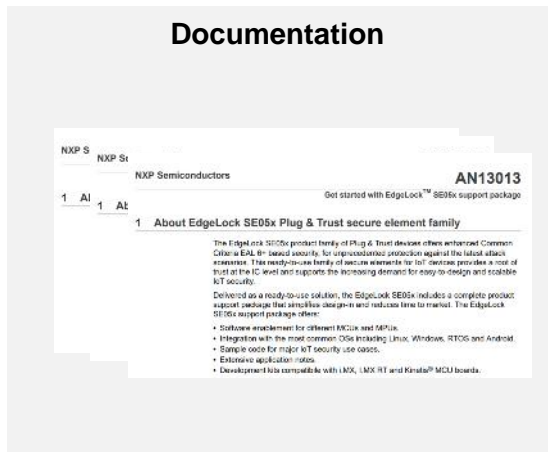 Documentation
NXP S
NXP Se
NXP Semiconductors
AN13013
Get started with EdgeLock™ SE05x support package
1 Al
1 Ab
1 About EdgeLock SE05x Plug & Trust secure element family
The EdgeLock SE05x product family of Plug & Trust devices offers enhanced Common
Criteria EAL 6+ based security, for unprecedented protection against the latest attack
scenarios. This ready-to-use family of secure elements for IoT devices provides a root of
trust at the IC level and supports the increasing demand for easy-to-design and scalable
IoT security.
Delivered as a ready-to-use solution, the EdgeLock SE05x includes a complete product
support package that simplifies design-in and reduces time to market. The EdgeLock
SE05x support package offers:
• Software enablement for different MCUs and MPUs.
• Integration with the most common OSs including Linux, Windows, RTOS and Android.
• Sample code for major IoT security use cases.
• Extensive application notes.
• Development kits compatible with i.MX, i.MX RT and Kinetis® MCU boards.